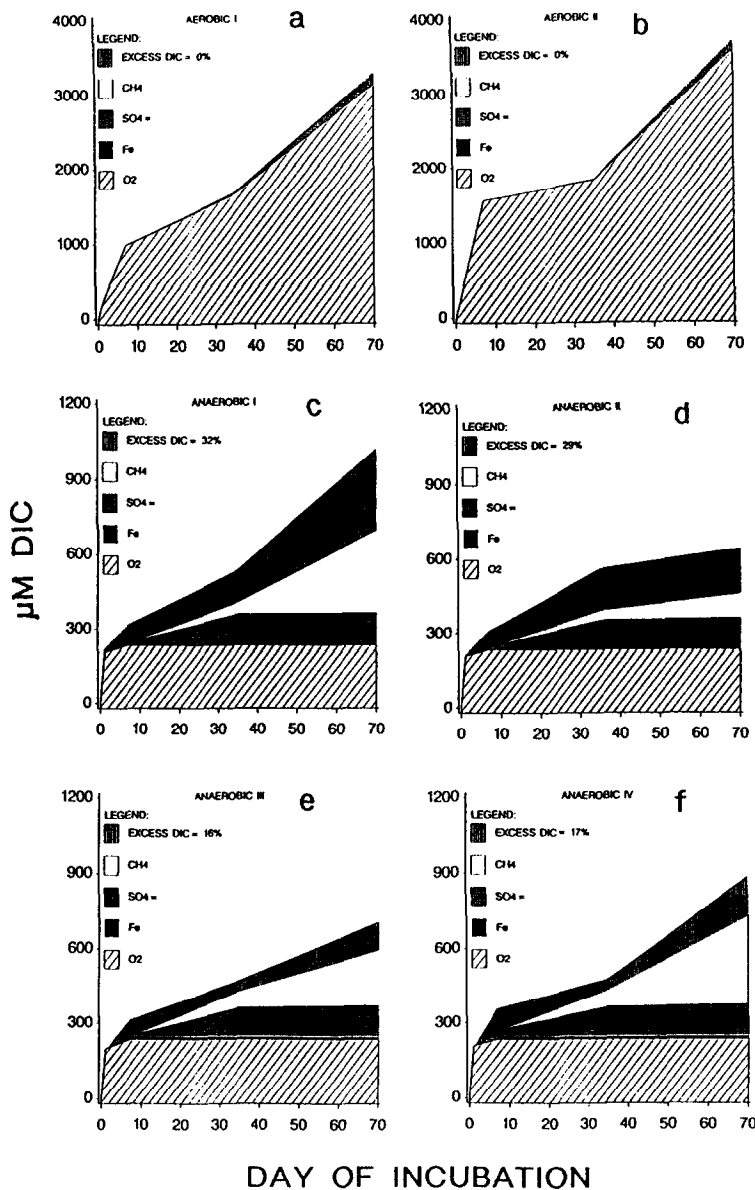 AEROBIC I
a
LEGEND:
EXCESS DIC = 0%
CH4
SO4 =
Fe
O2
4000
3000
2000
1000
0
0 10 20 30 40 50 60 70
AEROBIC II
b
LEGEND:
EXCESS DIC = 0%
CH4
SO4 =
Fe
O2
4000
3000
2000
1000
0
0 10 20 30 40 50 60 70
ANAEROBIC I
c
LEGEND:
EXCESS DIC = 32%
CH4
SO4 =
Fe
O2
1200
900
600
300
0
0 10 20 30 40 50 60 70
ANAEROBIC II
d
LEGEND:
EXCESS DIC = 29%
CH4
SO4 =
Fe
O2
1200
900
600
300
0
0 10 20 30 40 50 60 70
µM DIC
ANAEROBIC III
e
LEGEND:
EXCESS DIC = 16%
CH4
SO4 =
Fe
O2
1200
900
600
300
0
0 10 20 30 40 50 60 70
ANAEROBIC IV
f
LEGEND:
EXCESS DIC = 17%
CH4
SO4 =
Fe
O2
1200
900
600
300
0
0 10 20 30 40 50 60 70
DAY OF INCUBATION